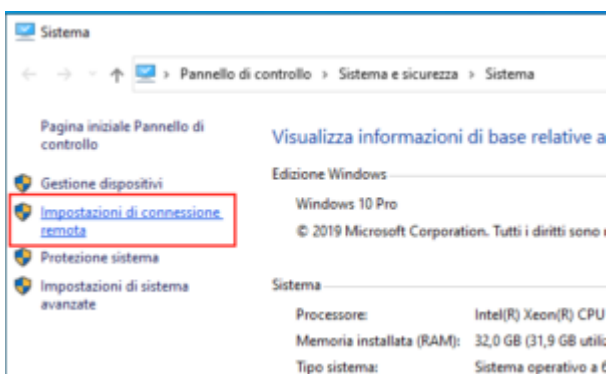 Sistema
Pannello di controllo > Sistema e sicurezza > Sistema
Pagina iniziale Pannello di
controllo
Gestione dispositivi
Impostazioni di connessione
remota
Protezione sistema
Impostazioni di sistema
avanzate
Visualizza informazioni di base relative a
Edizione Windows
Windows 10 Pro
© 2019 Microsoft Corporation. Tutti i diritti sono
Sistema
Processore: Intel(R) Xeon(R) CPU
Memoria installata (RAM): 32,0 GB (31,9 GB
Tipo sistema: Sistema operativo a